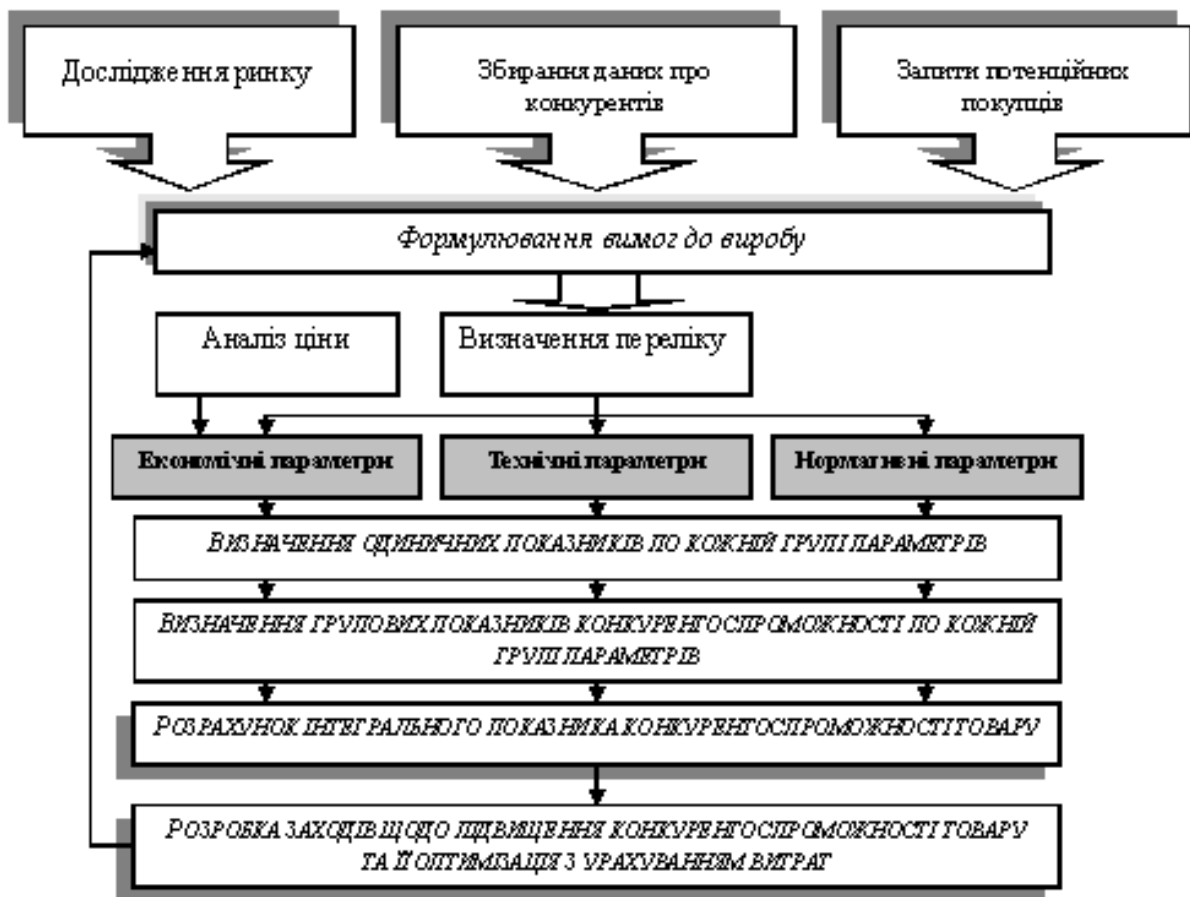 Дослідження ринку
Збирання даних про
конкурентів
Запити потенційних
покупців
Формулювання вимог до виробу
Аналіз ціни
Визначення переліку
Економічні параметри
Технічні параметри
Нормативні параметри
ВИЗНАЧЕННЯ ОДИНИЧНИХ ПОКАЗНИКІВ ПО КОЖНІЙ ГРУПІ ПАРАМЕТРІВ
ВИЗНАЧЕННЯ ГРУПОВИХ ПОКАЗНИКІВ КОНКУРЕНТОСПРОМОЖНОСТІ ПО КОЖНІЙ
ГРУПІ ПАРАМЕТРІВ
РОЗРАХУНОК ІНТЕГРАЛЬНОГО ПОКАЗНИКА КОНКУРЕНТОСПРОМОЖНОСТІ ТОВАРУ
РОЗРОБКА ЗАХОДІВ ЩОДО ПІДВИЩЕННЯ КОНКУРЕНТОСПРОМОЖНОСТІ ТОВАРУ
ТА ЇЇ ОПТИМІЗАЦІЯ З УРАХУВАННЯМ ВИТРАТ